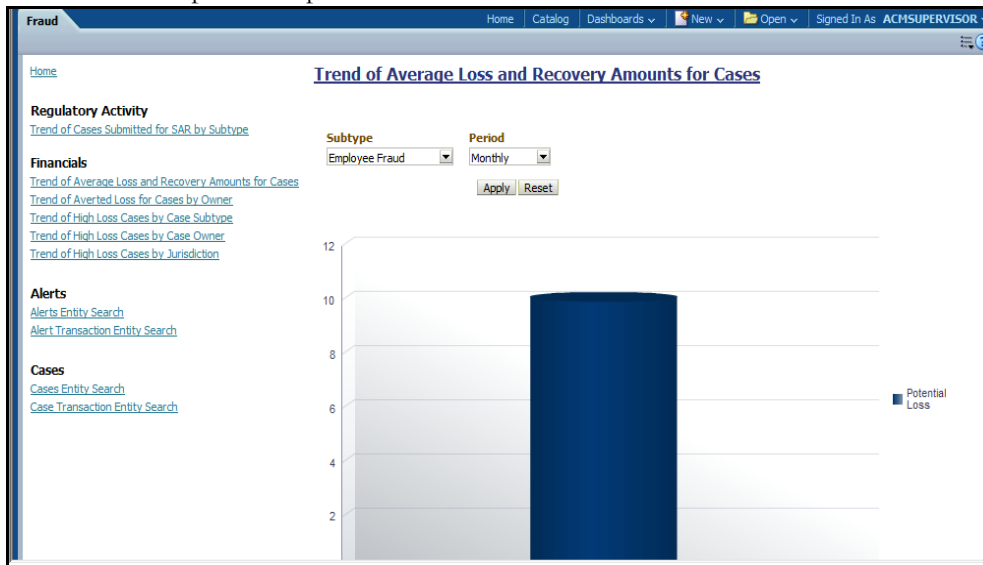 Fraud
Home Catalog Dashboards New Open Signed In As ACMSUPERVISOR
Home
Trend of Average Loss and Recovery Amounts for Cases
Regulatory Activity
Trend of Cases Submitted for SAR by Subtype
Subtype Period
Employee Fraud Monthly
Financials
Trend of Average Loss and Recovery Amounts for Cases
Apply Reset
Trend of Averted Loss for Cases by Owner
Trend of High Loss Cases by Case Subtype
Trend of High Loss Cases by Case Owner
Trend of High Loss Cases by Jurisdiction
Alerts
Alerts Entity Search
Alert Transaction Entity Search
Cases
Cases Entity Search
Case Transaction Entity Search
12
10
8
6
4
2
Potential
Loss